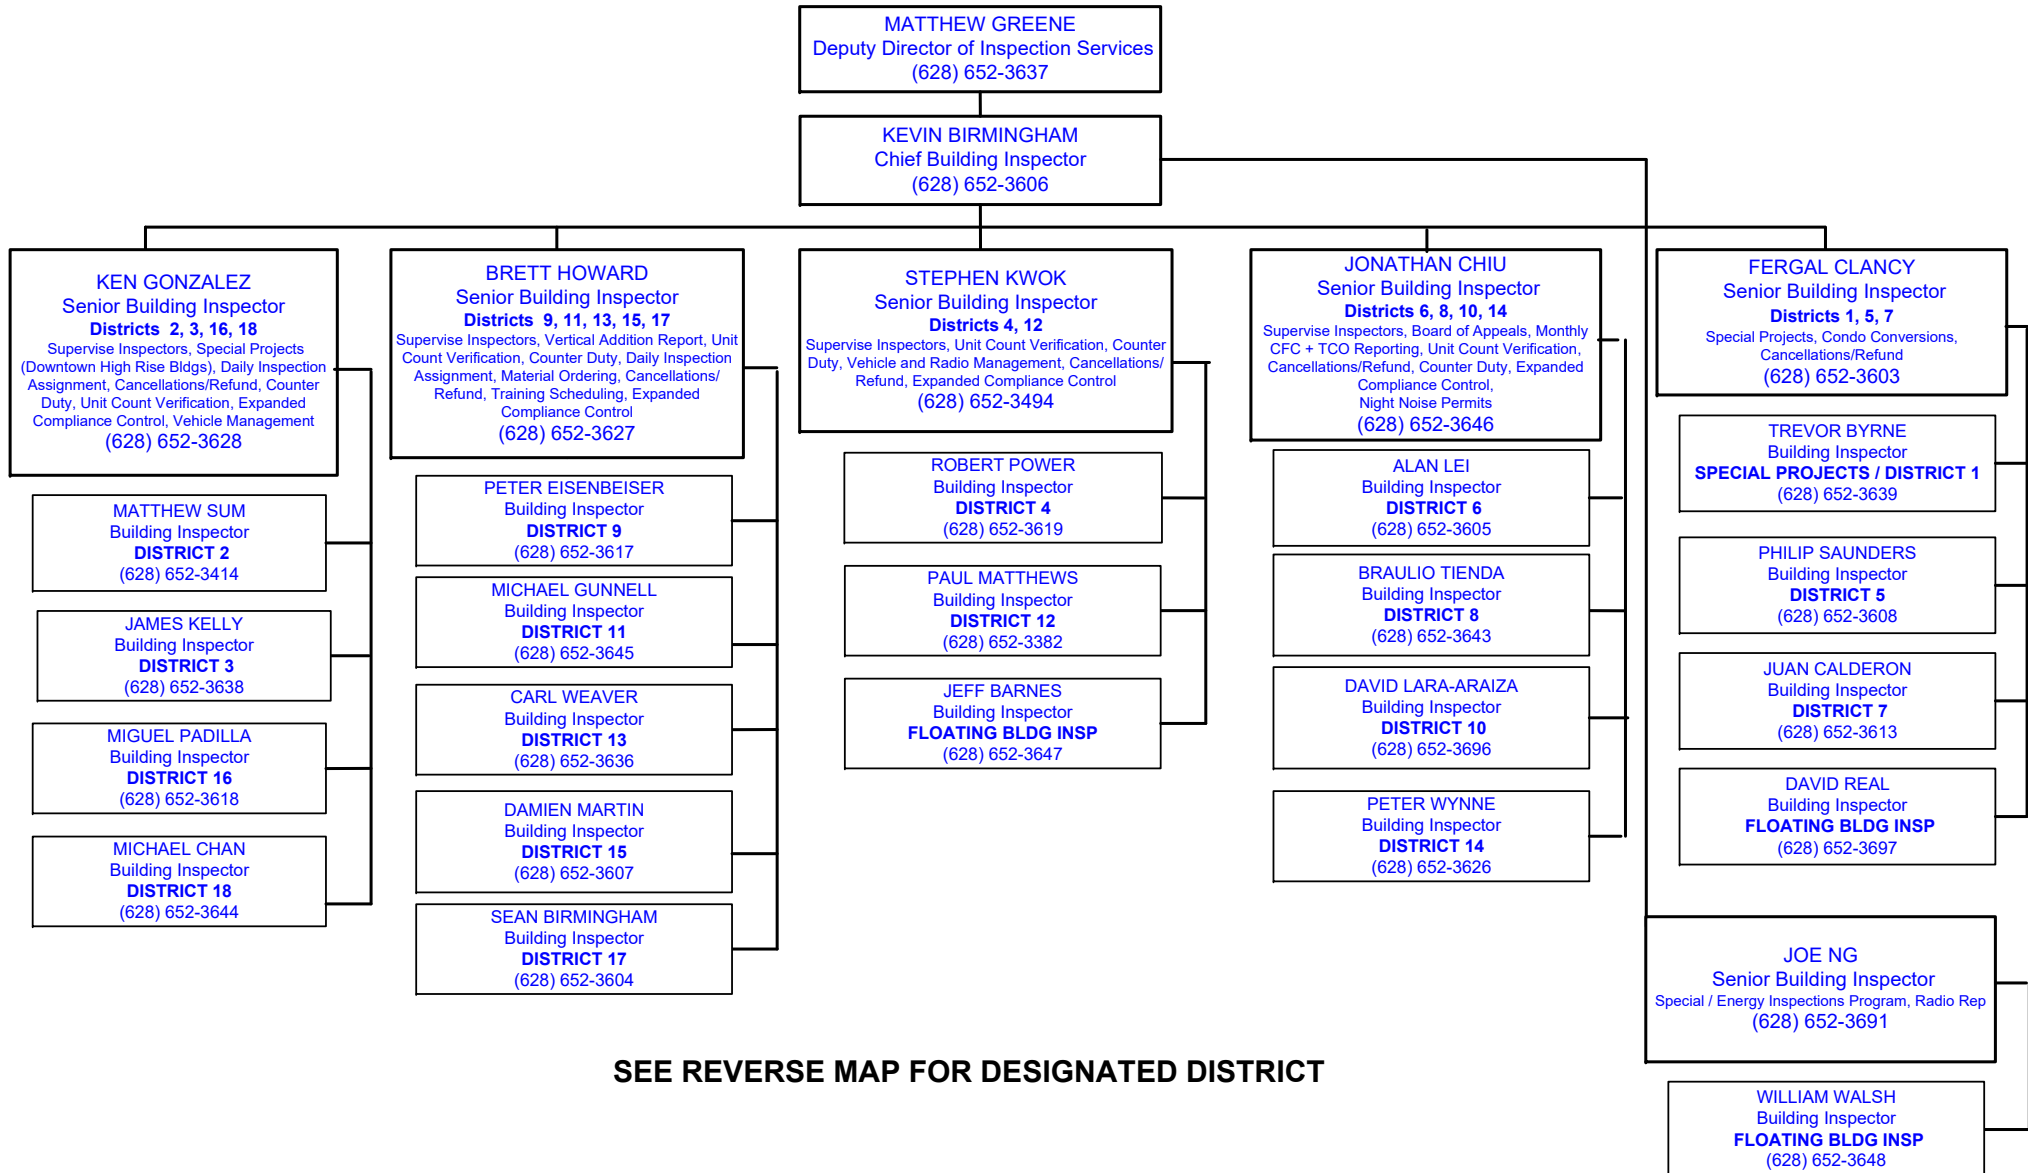 MATTHEW GREENE
Deputy Director of Inspection Services
(628) 652-3637
KEVIN BIRMINGHAM
Chief Building Inspector
(628) 652-3606
KEN GONZALEZ
Senior Building Inspector
Districts 2, 3, 16, 18
Supervise Inspectors, Special Projects
(Downtown High Rise Bldgs), Daily Inspection
Assignment, Cancellations/Refund, Counter
Duty, Unit Count Verification, Expanded
Compliance Control, Vehicle Management
(628) 652-3628
MATTHEW SUM
Building Inspector
DISTRICT 2
(628) 652-3414
JAMES KELLY
Building Inspector
DISTRICT 3
(628) 652-3638
MIGUEL PADILLA
Building Inspector
DISTRICT 16
(628) 652-3618
MICHAEL CHAN
Building Inspector
DISTRICT 18
(628) 652-3644
BRETT HOWARD
Senior Building Inspector
Districts 9, 11, 13, 15, 17
Supervise Inspectors, Vertical Addition Report, Unit
Count Verification, Counter Duty, Daily Inspection
Assignment, Material Ordering, Cancellations/
Refund, Training Scheduling, Expanded
Compliance Control
(628) 652-3627
PETER EISENBEISER
Building Inspector
DISTRICT 9
(628) 652-3617
MICHAEL GUNNELL
Building Inspector
DISTRICT 11
(628) 652-3645
CARL WEAVER
Building Inspector
DISTRICT 13
(628) 652-3636
DAMIEN MARTIN
Building Inspector
DISTRICT 15
(628) 652-3607
SEAN BIRMINGHAM
Building Inspector
DISTRICT 17
(628) 652-3604
STEPHEN KWOK
Senior Building Inspector
Districts 4, 12
Supervise Inspectors, Unit Count Verification, Counter
Duty, Vehicle and Radio Management, Cancellations/
Refund, Expanded Compliance Control
(628) 652-3494
ROBERT POWER
Building Inspector
DISTRICT 4
(628) 652-3619
PAUL MATTHEWS
Building Inspector
DISTRICT 12
(628) 652-3382
JEFF BARNES
Building Inspector
FLOATING BLDG INSP
(628) 652-3647
JONATHAN CHIU
Senior Building Inspector
Districts 6, 8, 10, 14
Supervise Inspectors, Board of Appeals, Monthly
CFC + TCO Reporting, Unit Count Verification,
Cancellations/Refund, Counter Duty, Expanded
Compliance Control,
Night Noise Permits
(628) 652-3646
ALAN LEI
Building Inspector
DISTRICT 6
(628) 652-3605
BRAULIO TIENDA
Building Inspector
DISTRICT 8
(628) 652-3643
DAVID LARA-ARAIZA
Building Inspector
DISTRICT 10
(628) 652-3696
PETER WYNNE
Building Inspector
DISTRICT 14
(628) 652-3626
FERGAL CLANCY
Senior Building Inspector
Districts 1, 5, 7
Special Projects, Condo Conversions,
Cancellations/Refund
(628) 652-3603
TREVOR BYRNE
Building Inspector
SPECIAL PROJECTS / DISTRICT 1
(628) 652-3639
PHILIP SAUNDERS
Building Inspector
DISTRICT 5
(628) 652-3608
JUAN CALDERON
Building Inspector
DISTRICT 7
(628) 652-3613
DAVID REAL
Building Inspector
FLOATING BLDG INSP
(628) 652-3697
JOE NG
Senior Building Inspector
Special / Energy Inspections Program, Radio Rep
(628) 652-3691
WILLIAM WALSH
Building Inspector
FLOATING BLDG INSP
(628) 652-3648
SEE REVERSE MAP FOR DESIGNATED DISTRICT